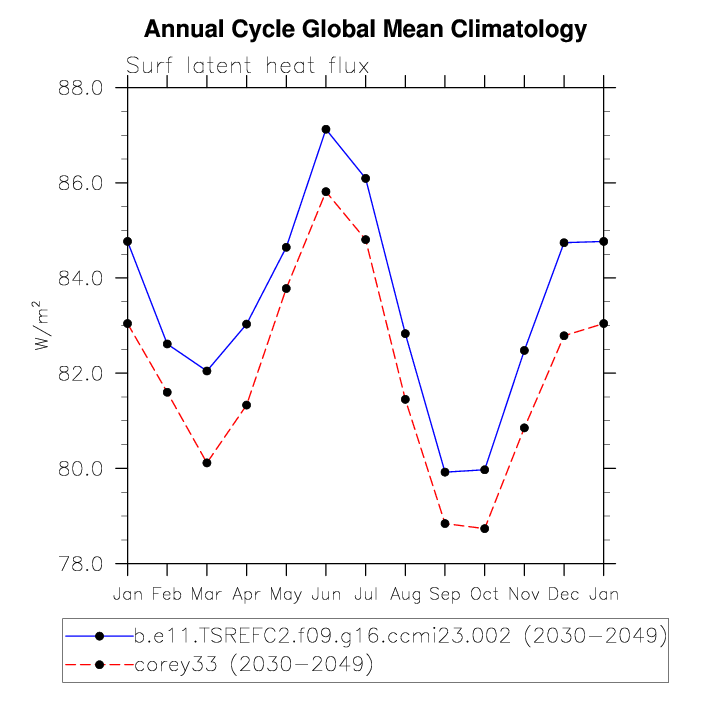 Annual Cycle Global Mean Climatology
Surf latent heat flux
88.0
86.0
84.0
82.0
80.0
78.0
W/m²
Jan Feb Mar Apr May Jun Jul Aug Sep Oct Nov Dec Jan
b.e11.TSREFC2.f09.g16.ccmi23.002 (2030-2049)
corey33 (2030-2049)